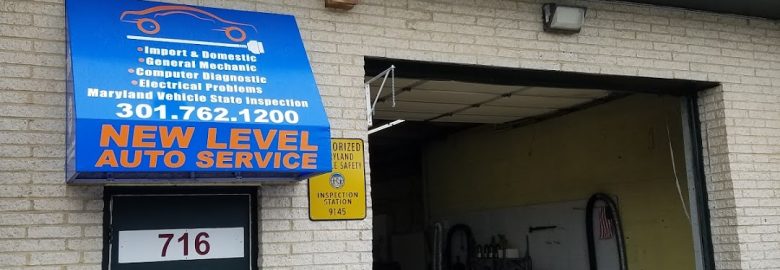 •Import & Domestic
•General Mechanic
•Computer Diagnostic
•Electrical Problems
Maryland Vehicle State Inspection
301.762.1200
NEW LEVEL
AUTO SERVICE
INSPECTION
STATION
9145
716